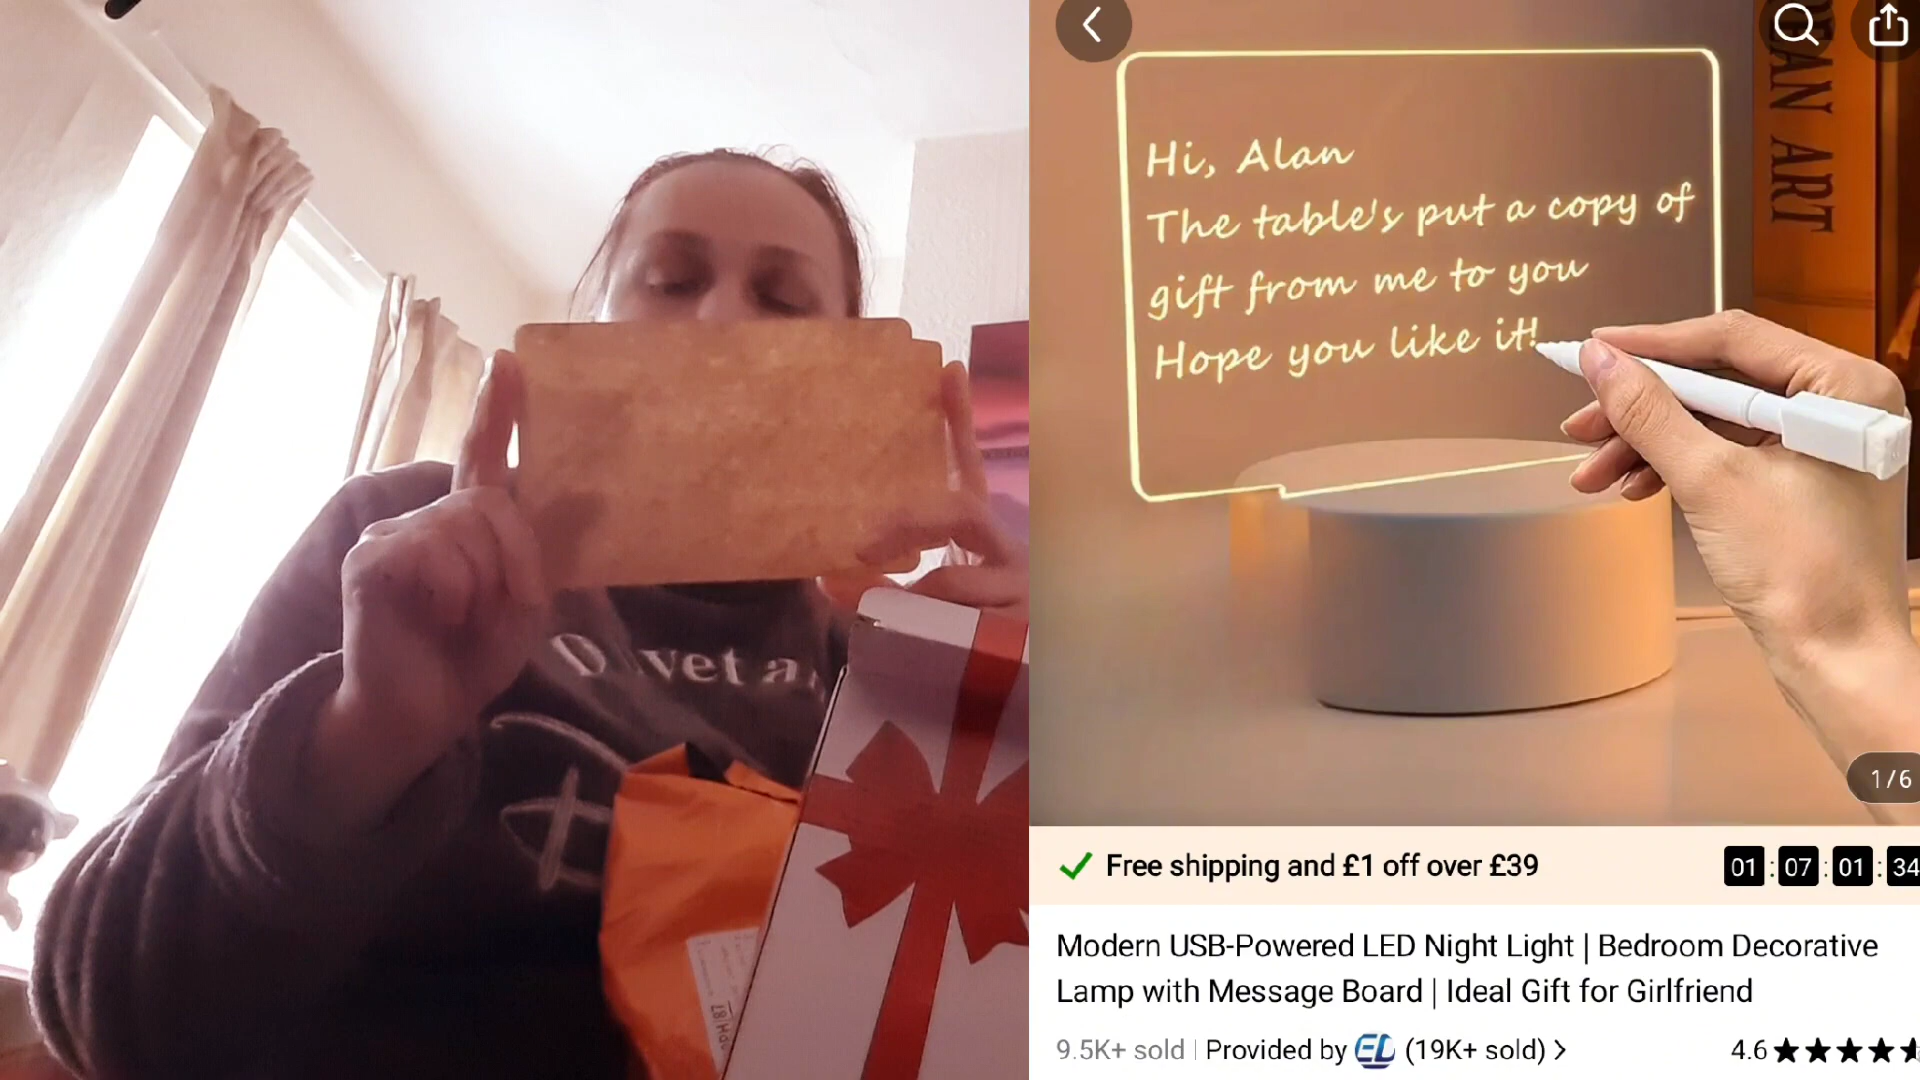 Hi, Alan
The table's put a copy of
gift from me to you
Hope you like it!
1/6
Free shipping and £1 off over £39
01:07:01:34
Modern USB-Powered LED Night Light | Bedroom Decorative
Lamp with Message Board | Ideal Gift for Girlfriend
9.5K+ sold | Provided by EL (19K+ sold) >
4.6
ART